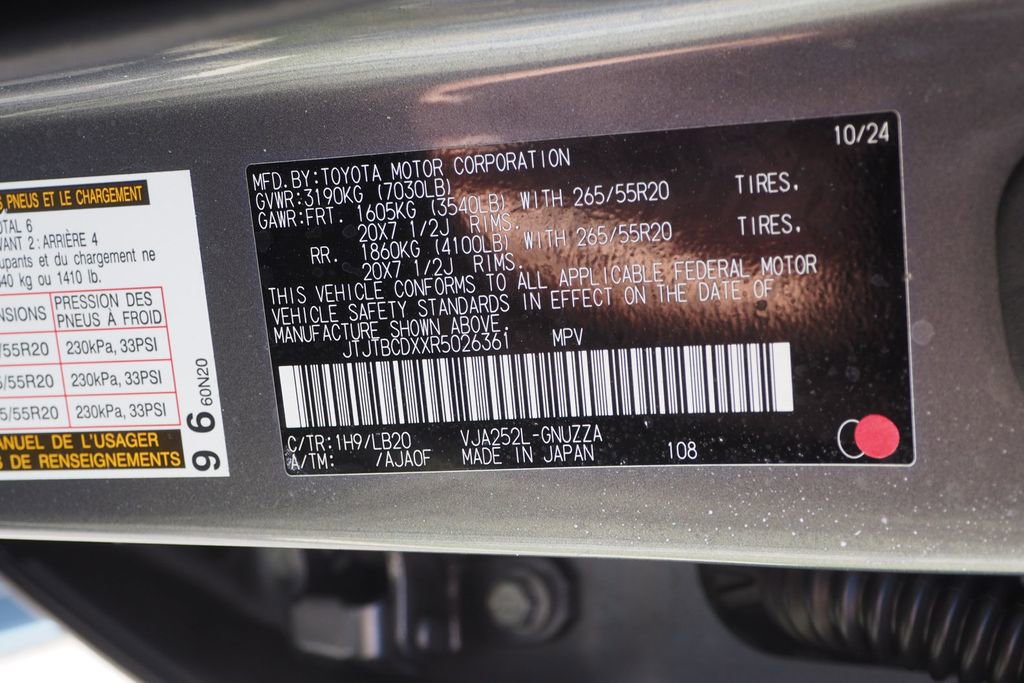 S PNEUS ET LE CHARGEMENT
OTAL 6
VANT 2 : ARRIÈRE 4
upants et du chargement ne
640 kg ou 1410 lb.
NSIONS PRESSION DES PNEUS À FROID
/55R20 230kPa, 33PSI
5/55R20 230kPa, 33PSI
5/55R20 230kPa, 33PSI
ANUEL DE L'USAGER
S DE RENSEIGNEMENTS
96 60N20
10/24
MFD.BY:TOYOTA MOTOR CORPORATION
GVWR:3190KG (7030LB)
GAWR:FRT. 1605KG (3540LB) WITH 265/55R20 TIRES.
20X7 1/2J RIMS.
RR. 1860KG (4100LB) WITH 265/55R20 TIRES.
20X7 1/2J RIMS.
THIS VEHICLE CONFORMS TO ALL APPLICABLE FEDERAL MOTOR
VEHICLE SAFETY STANDARDS IN EFFECT ON THE DATE OF
MANUFACTURE SHOWN ABOVE.
JTJTBCDXXR5026361 MPV
C/TR:1H9/LB20 VJA252L-GNUZZA
A/TM: /AJA0F MADE IN JAPAN 108